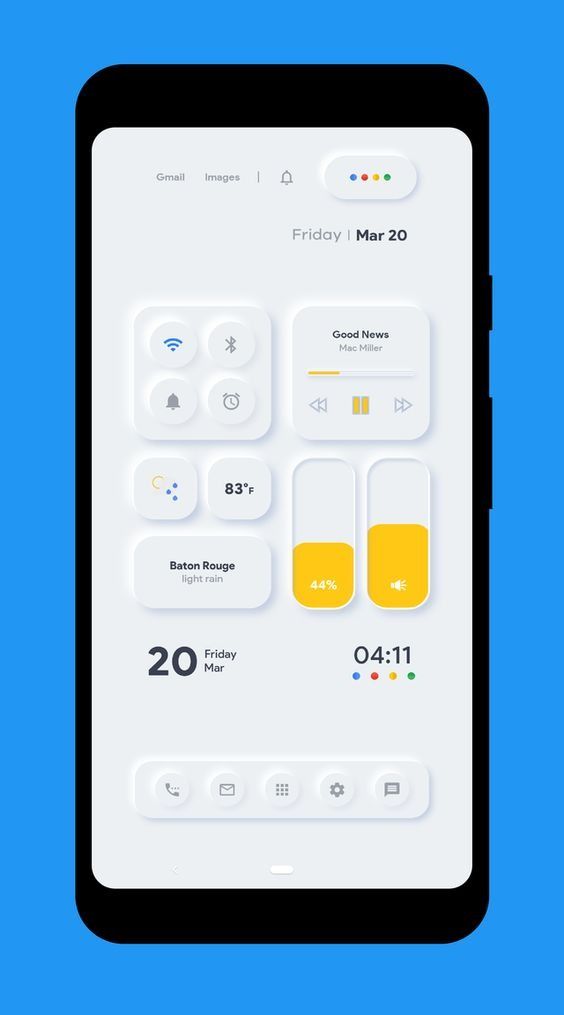 Gmail Images |
Friday | Mar 20
Good News
Mac Miller
83°F
Baton Rouge
light rain
44%
20 Friday
Mar
04:11